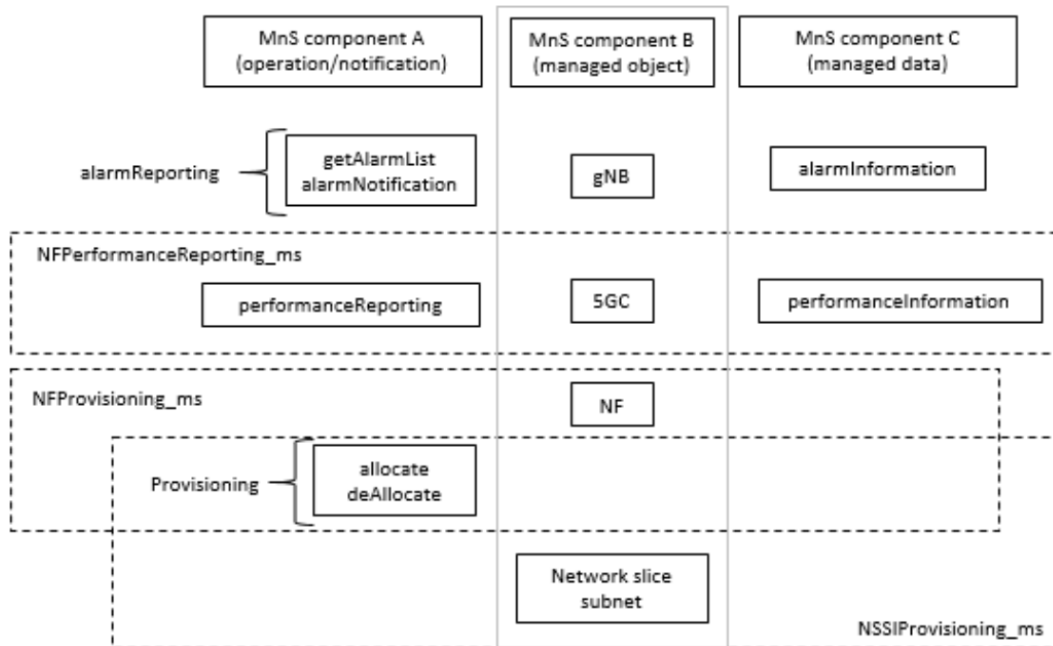 MnS component A
(operation/notification)
MnS component B
(managed object)
MnS component C
(managed data)
alarmReporting
getAlarmList
alarmNotification
gNB
alarmInformation
NFPerformanceReporting_ms
performanceReporting
5GC
performanceInformation
NFProvisioning_ms
NF
Provisioning
allocate
deAllocate
Network slice
subnet
NSSIProvisioning_ms